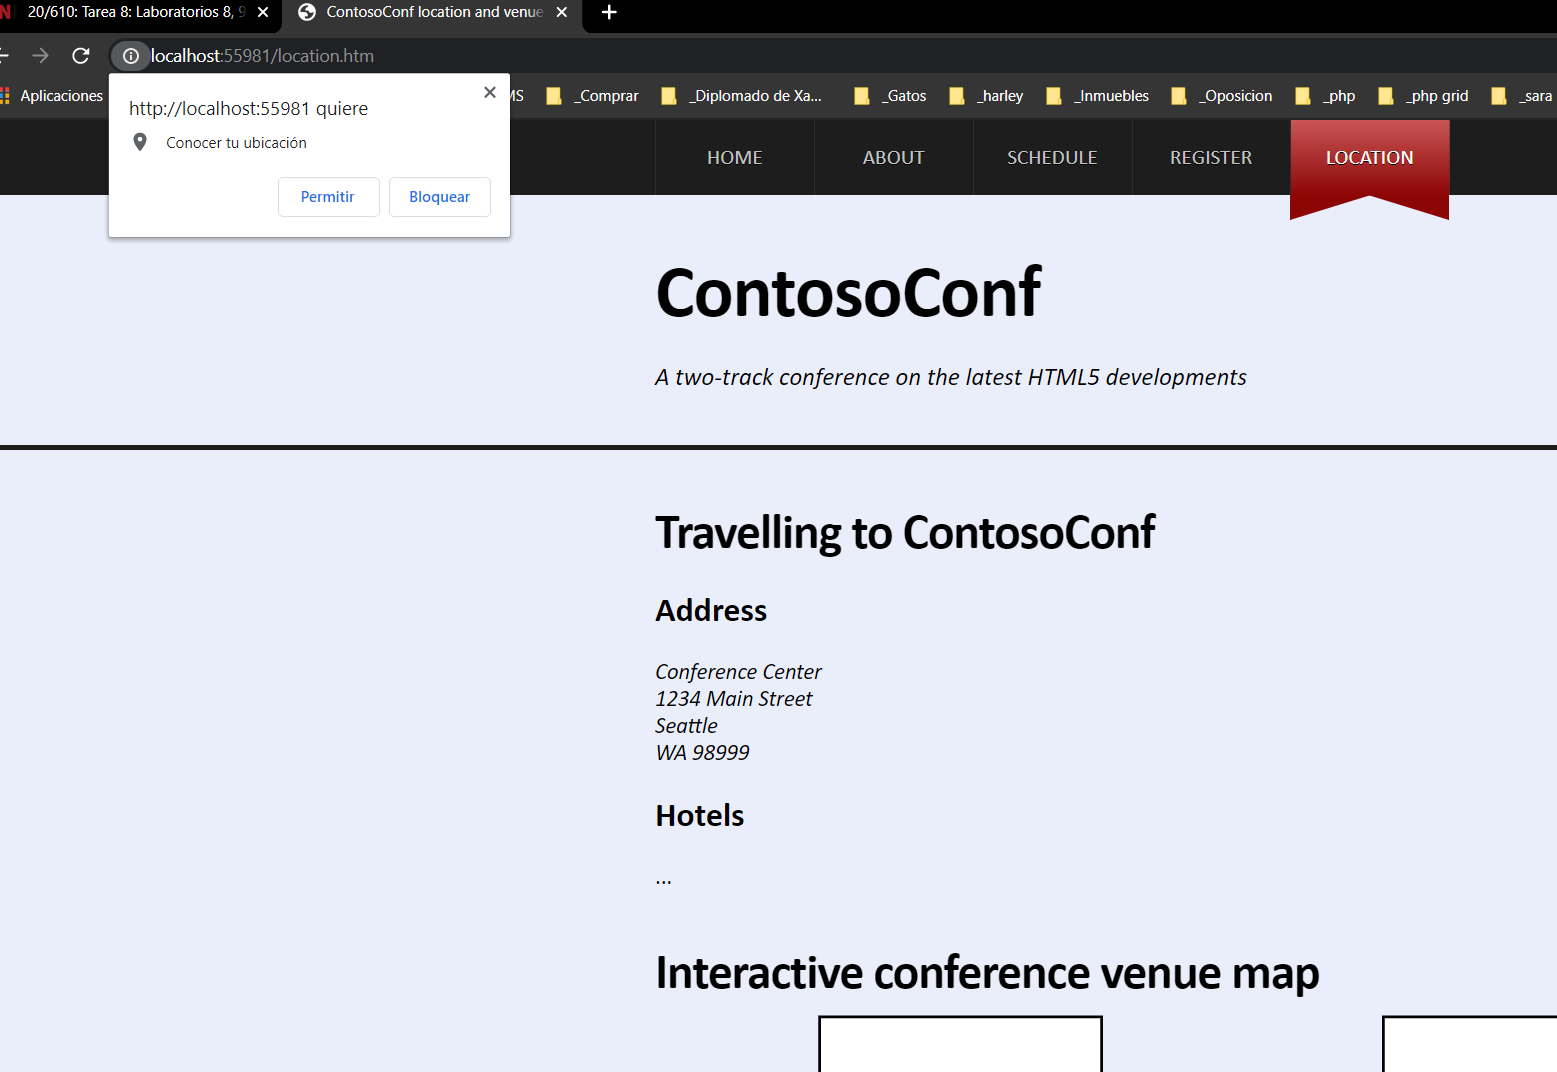 20/610: Tarea 8: Laboratorios 8, 9
ContosoConf location and venue
localhost:55981/location.htm
Aplicaciones
MS
_Comprar
_Diplomado de Xa...
_Gatos
_harley
_Inmuebles
_Oposicion
_php
_php grid
_sara
http://localhost:55981 quiere
Conocer tu ubicación
Permitir
Bloquear
HOME
ABOUT
SCHEDULE
REGISTER
LOCATION
ContosoConf
A two-track conference on the latest HTML5 developments
Travelling to ContosoConf
Address
Conference Center
1234 Main Street
Seattle
WA 98999
Hotels
...
Interactive conference venue map